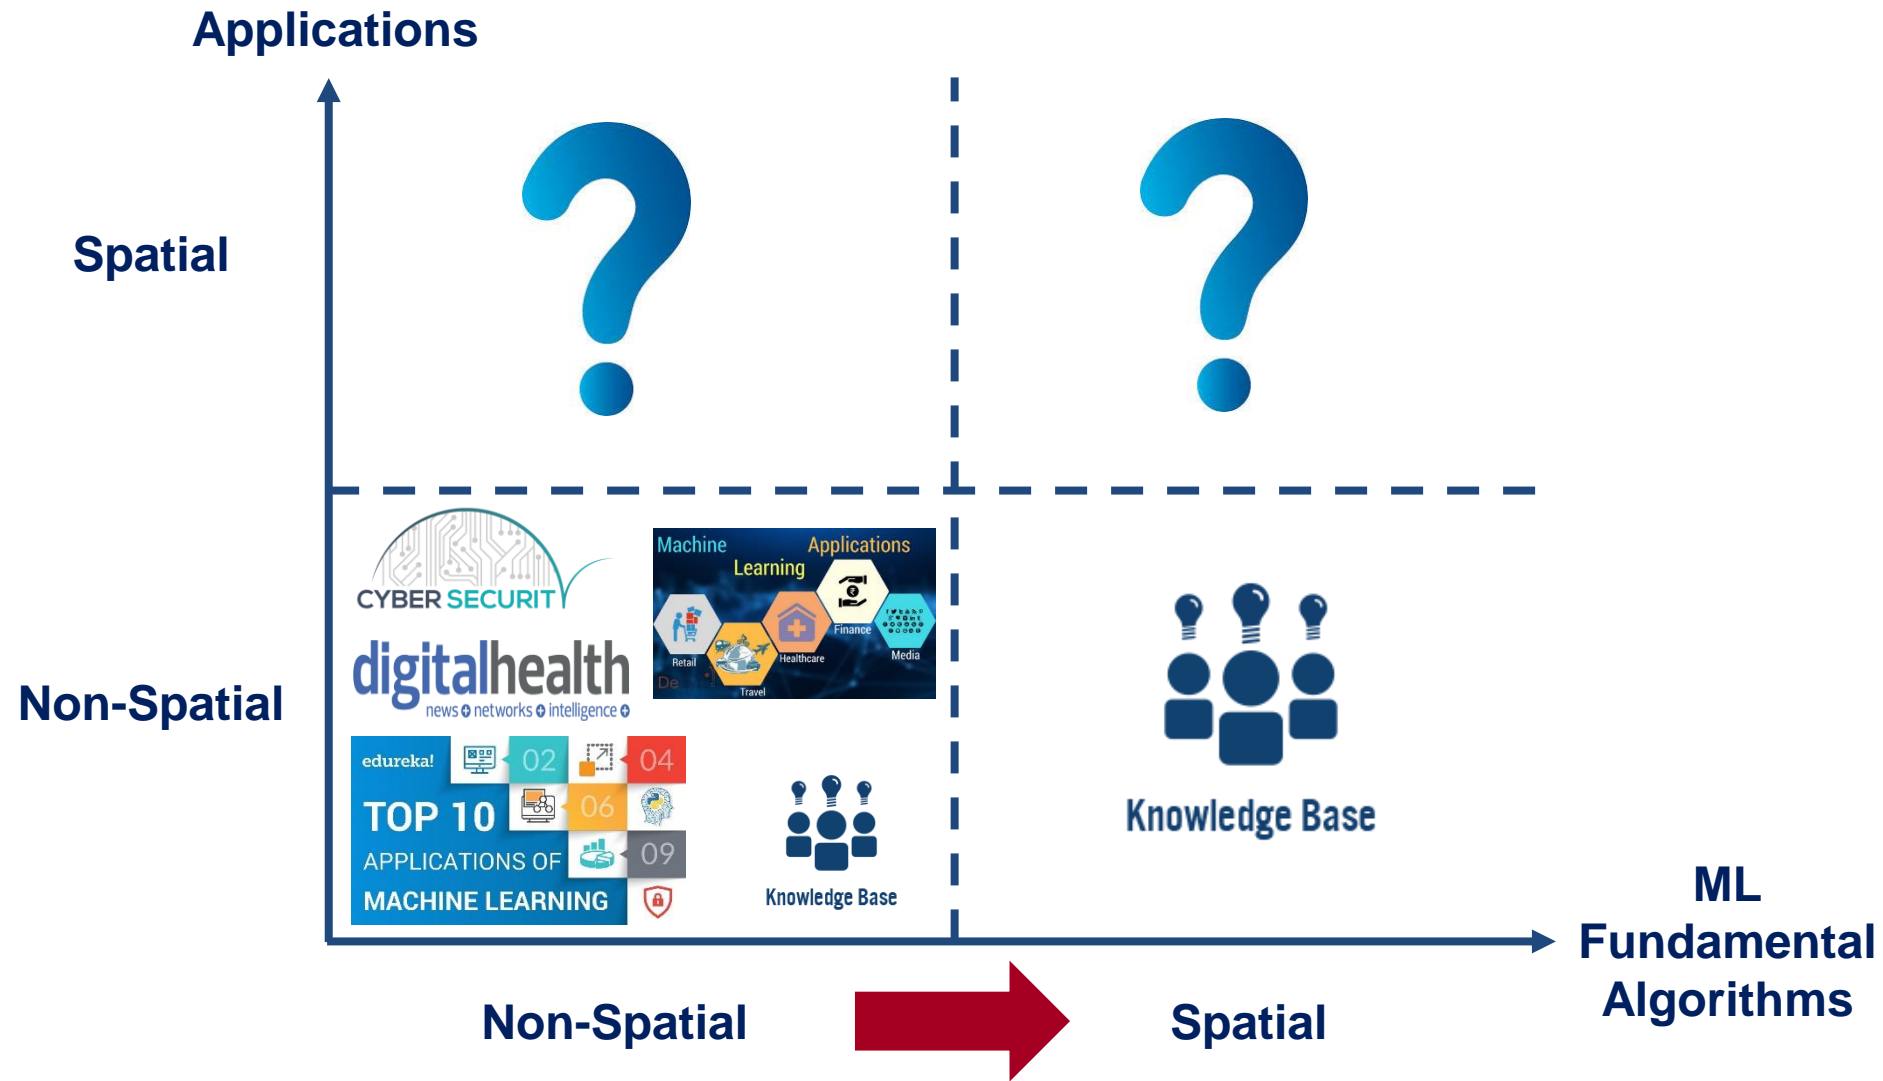 Applications
Spatial
CYBER SECURITY
Machine Applications
Learning
Retail
Travel
Healthcare
Finance
Media
De
digitalhealth
news networks intelligence
Non-Spatial
edureka!
02
04
TOP 10
06
APPLICATIONS OF
09
MACHINE LEARNING
Knowledge Base
Knowledge Base
ML
Fundamental
Algorithms
Non-Spatial
Spatial